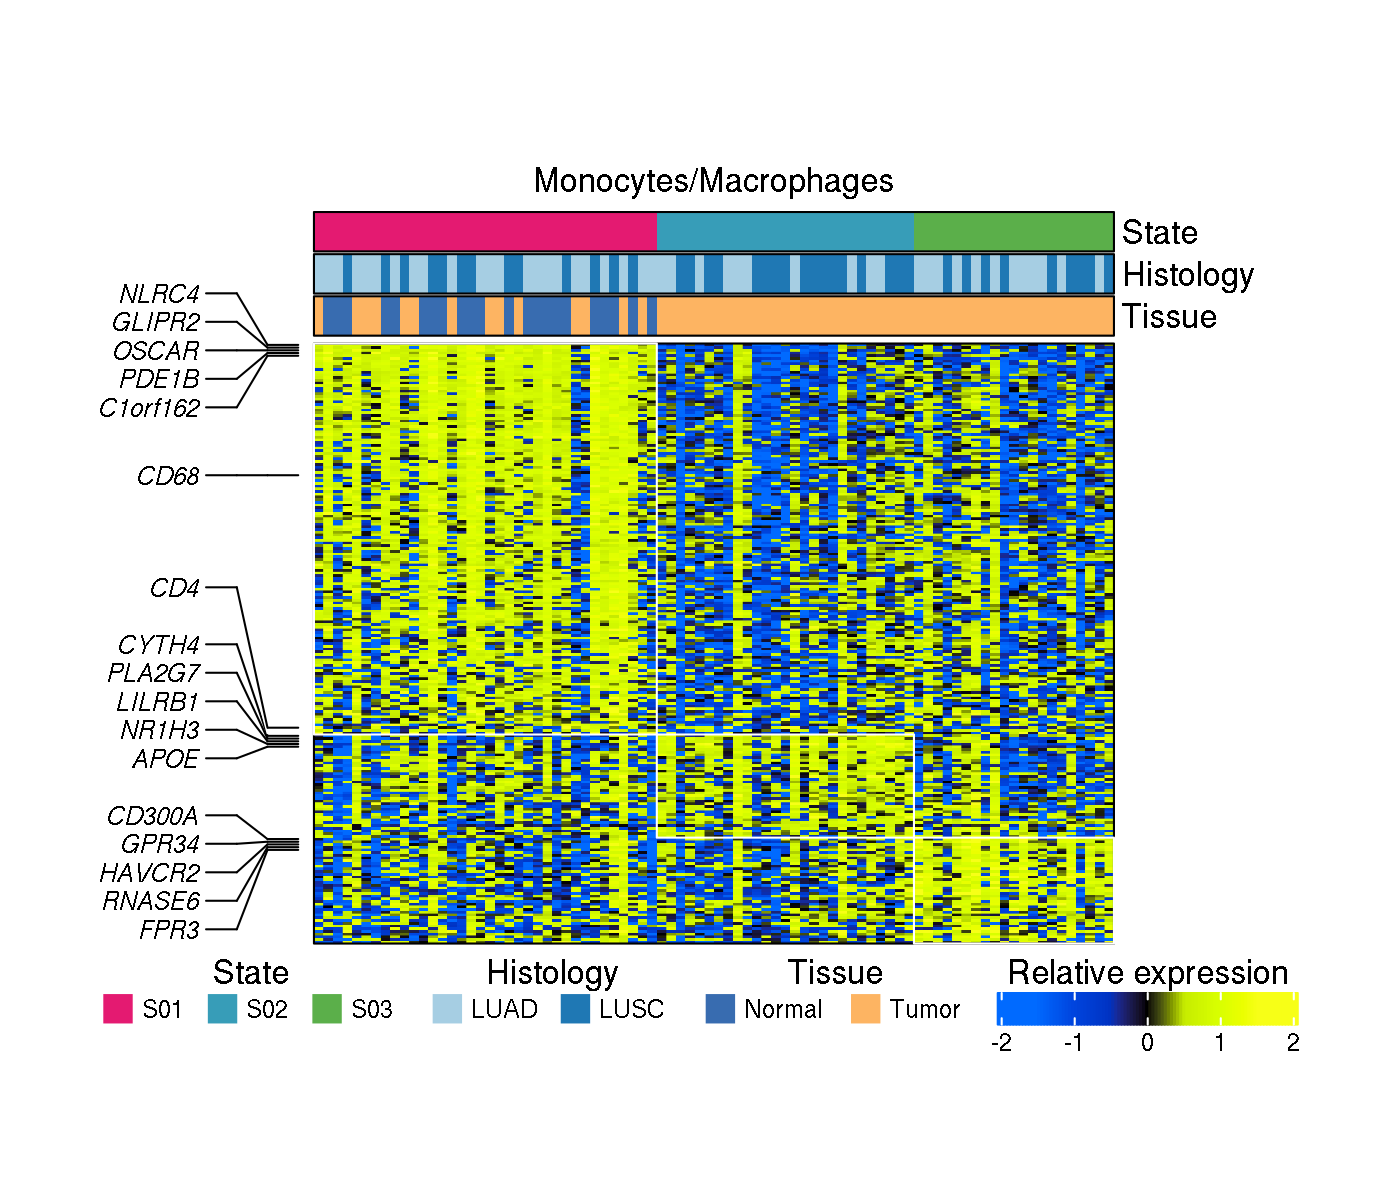 Monocytes/Macrophages
State
Histology
Tissue
NLRC4
GLIPR2
OSCAR
PDE1B
C1orf162
CD68
CD4
CYTH4
PLA2G7
LILRB1
NR1H3
APOE
CD300A
GPR34
HAVCR2
RNASE6
FPR3
State Histology Tissue Relative expression
S01 S02 S03 LUAD LUSC Normal Tumor
-2 -1 0 1 2